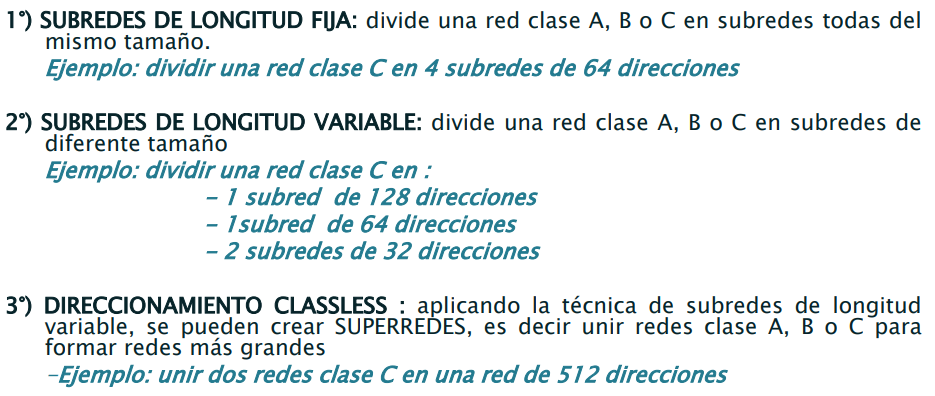 1°) SUBREDES DE LONGITUD FIJA: divide una red clase A, B o C en subredes todas del
mismo tamaño.
Ejemplo: dividir una red clase C en 4 subredes de 64 direcciones
2°) SUBREDES DE LONGITUD VARIABLE: divide una red clase A, B o C en subredes de
diferente tamaño
Ejemplo: dividir una red clase C en :
- 1 subred de 128 direcciones
- 1subred de 64 direcciones
- 2 subredes de 32 direcciones
3°) DIRECCIONAMIENTO CLASSLESS : aplicando la técnica de subredes de longitud
variable, se pueden crear SUPERREDES, es decir unir redes clase A, B o C para
formar redes más grandes
-Ejemplo: unir dos redes clase C en una red de 512 direcciones